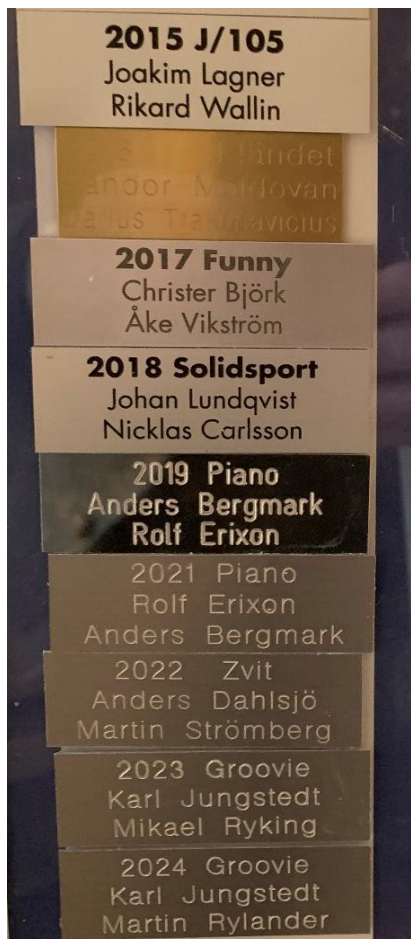 2015 J/105
Joakim Lagner
Rikard Wallin
Moldovan
2017 Funny
Christer Björk
Åke Vikström
2018 Solidsport
Johan Lundqvist
Nicklas Carlsson
2019 Piano
Anders Bergmark
Rolf Erixon
2021 Piano
Rolf Erixon
Anders Bergmark
2022 Zvit
Anders Dahlsjö
Martin Strömberg
2023 Groovie
Karl Jungstedt
Mikael Ryking
2024 Groovie
Karl Jungstedt
Martin Rylander